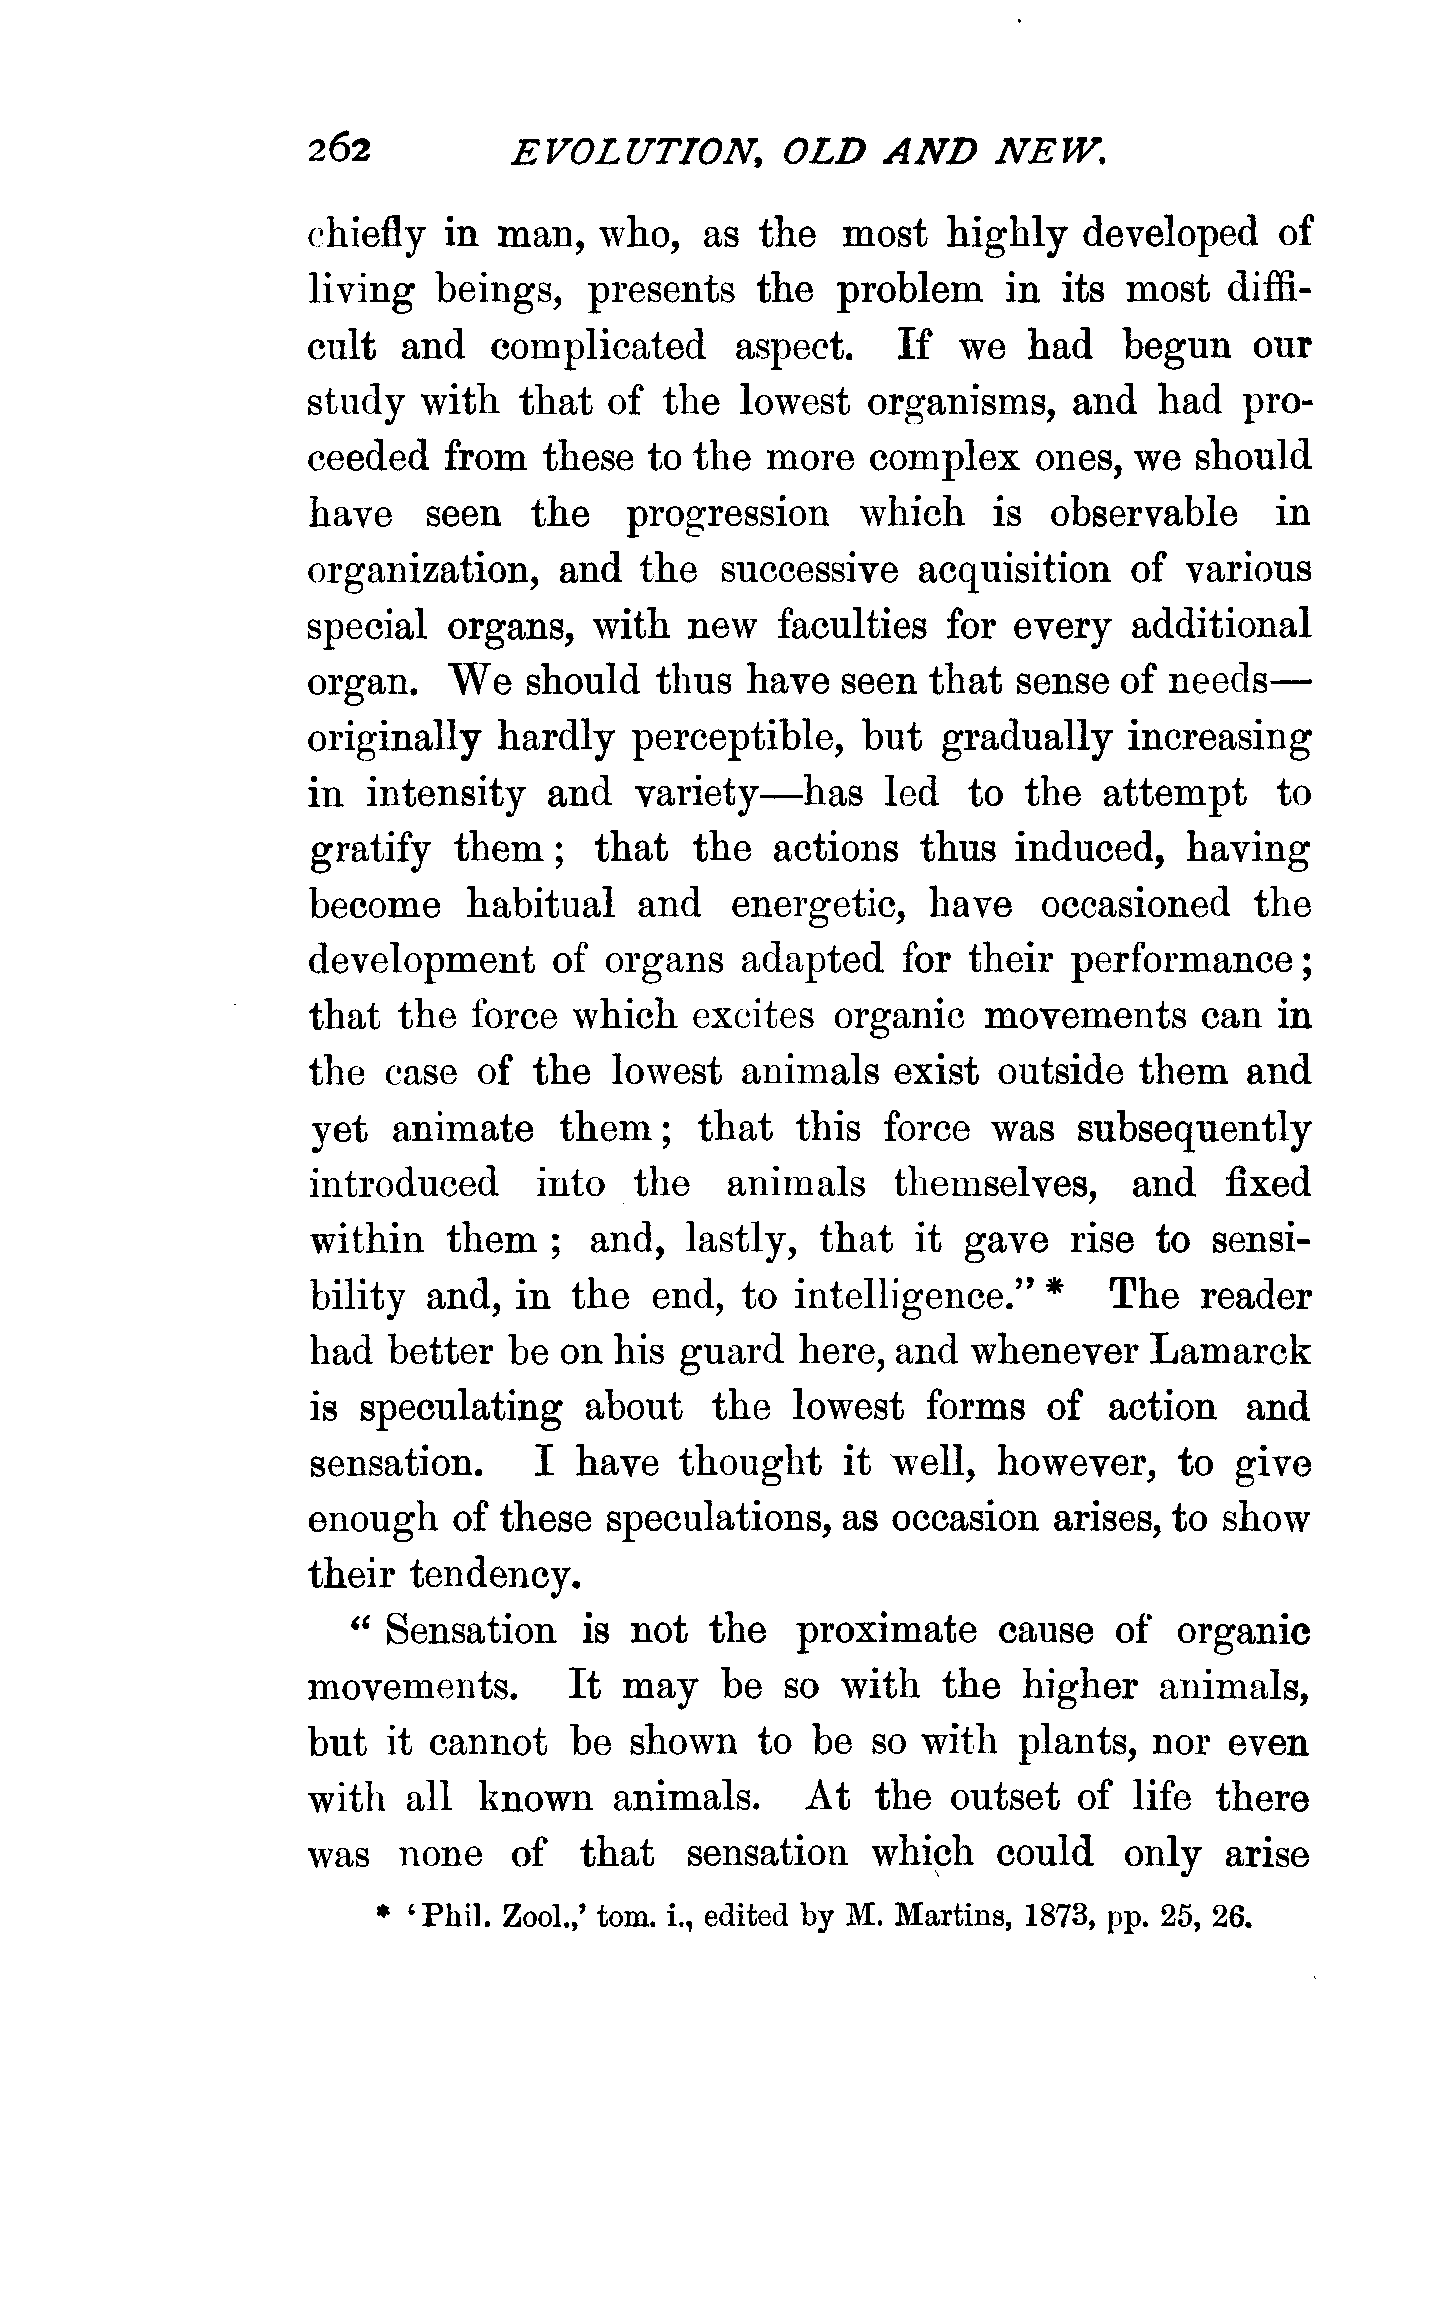 262 EVOLUTION, OLD AND NEW.
chiefly in man, who, as the most highly developed of
living beings, presents the problem in its most diffi-
cult and complicated aspect. If we had begun our
study with that of the lowest organisms, and had pro-
ceeded from these to the more complex ones, we should
have seen the progression which is observable in
organization, and the successive acquisition of various
special organs, with new faculties for every additional
organ. We should thus have seen that sense of needs—
originally hardly perceptible, but gradually increasing
in intensity and variety—has led to the attempt to
gratify them; that the actions thus induced, having
become habitual and energetic, have occasioned the
development of organs adapted for their performance;
that the force which excites organic movements can in
the case of the lowest animals exist outside them and
yet animate them; that this force was subsequently
introduced into the animals themselves, and fixed
within them; and, lastly, that it gave rise to sensi-
bility and, in the end, to intelligence." * The reader
had better be on his guard here, and whenever Lamarck
is speculating about the lowest forms of action and
sensation. I have thought it well, however, to give
enough of these speculations, as occasion arises, to show
their tendency.
"Sensation is not the proximate cause of organic
movements. It may be so with the higher animals,
but it cannot be shown to be so with plants, nor even
with all known animals. At the outset of life there
was none of that sensation which could only arise
* 'Phil. Zool.,' tom. i., edited by M. Martins, 1873, pp. 25, 26.